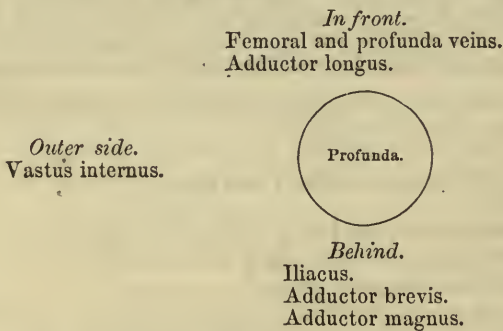 In front.
Femoral and profunda veins.
Adductor longus.
Outer side.
Vastus internus.
Profunda.
Behind.
Iliacus.
Adductor brevis.
Adductor magnus.